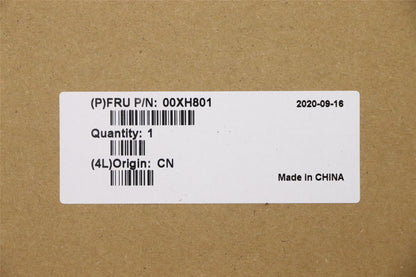 (P)FRU P/N: 00XH801 2020-09-16
Quantity: 1
(4L)Origin: CN
Made in CHINA